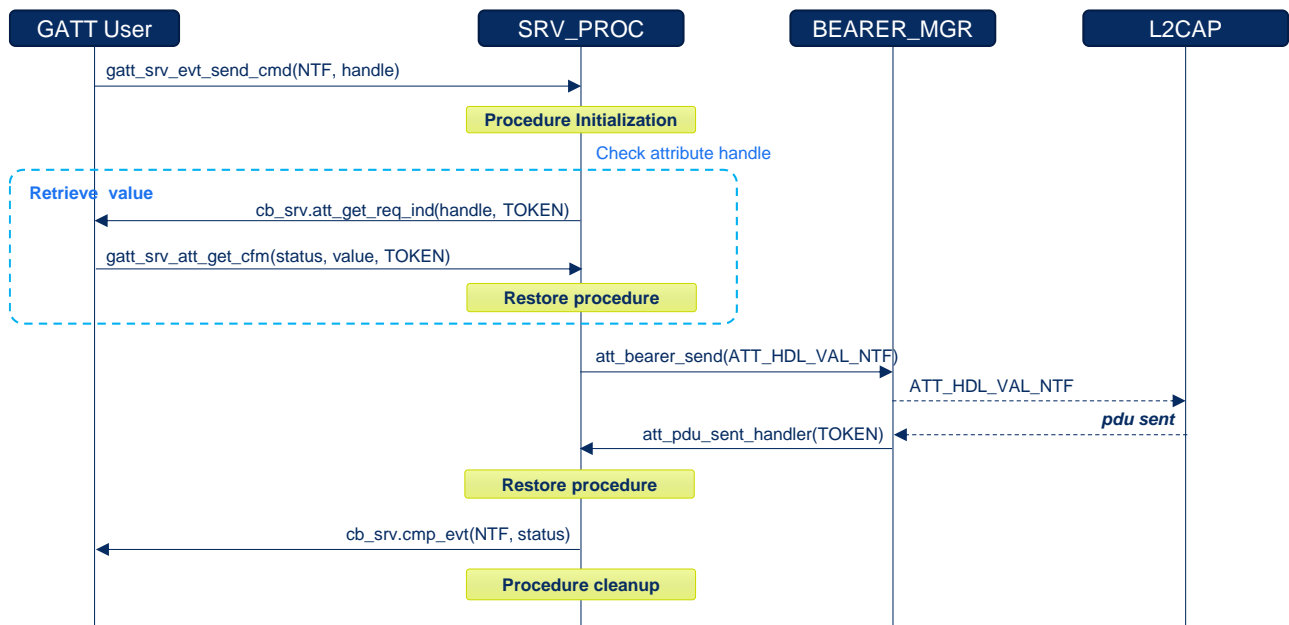 GATT User
SRV_PROC
BEARER_MGR
L2CAP
gatt_srv_evt_send_cmd(NTF, handle)
Procedure Initialization
Check attribute handle
Retrieve value
cb_srv.att_get_req_ind(handle, TOKEN)
gatt_srv_att_get_cfm(status, value, TOKEN)
Restore procedure
att_bearer_send(ATT_HDL_VAL_NTF)
ATT_HDL_VAL_NTF
pdu sent
att_pdu_sent_handler(TOKEN)
Restore procedure
cb_srv.cmp_evt(NTF, status)
Procedure cleanup